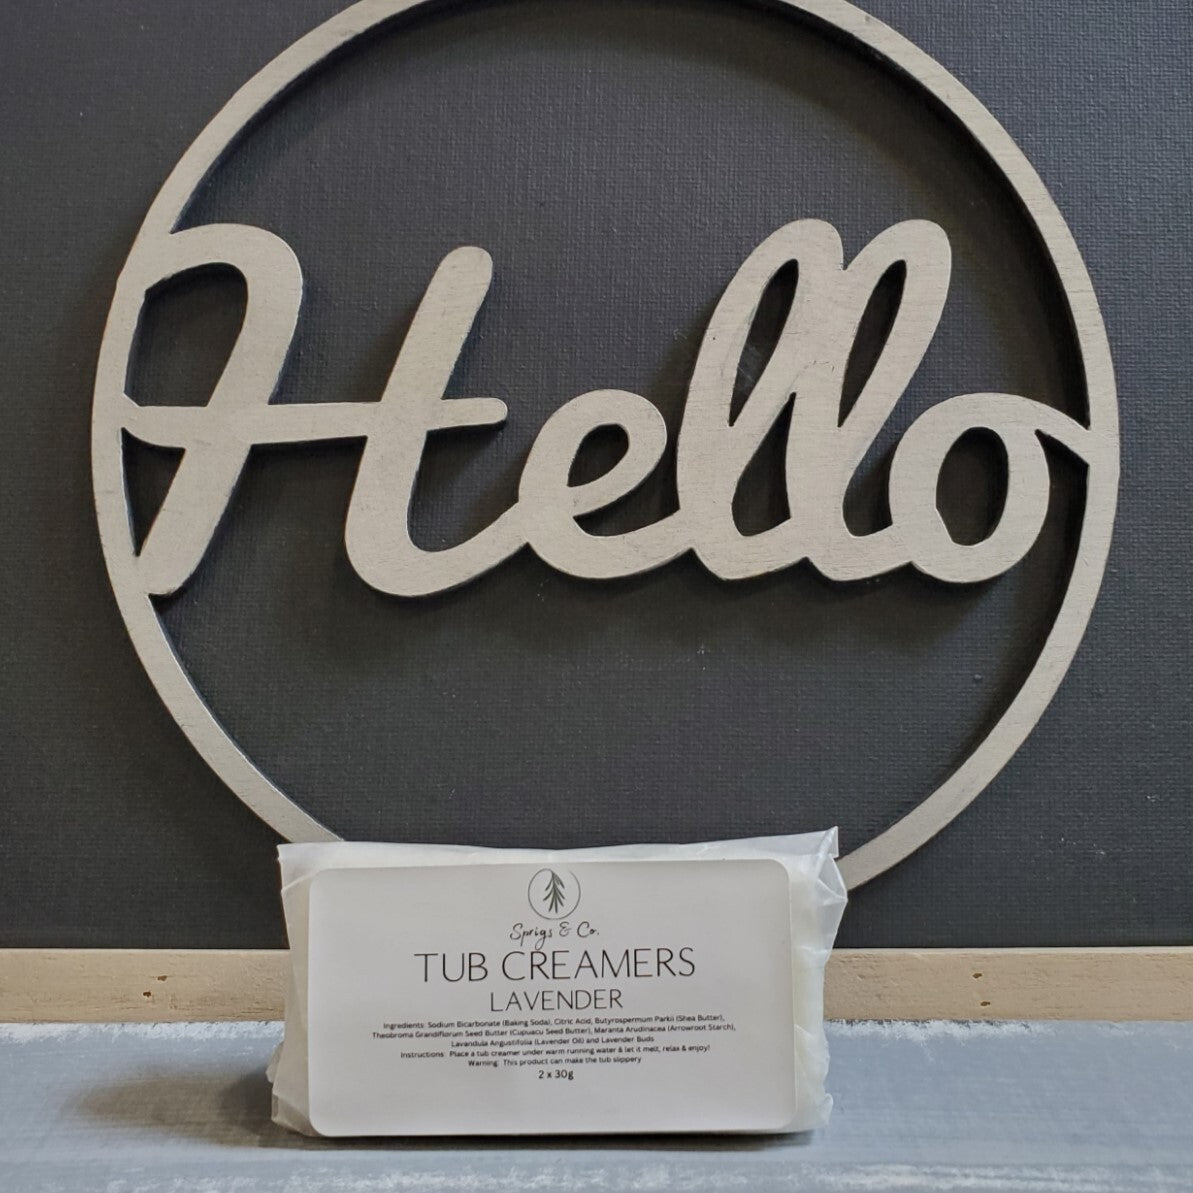 Hello
Sprigs & Co.
TUB CREAMERS
LAVENDER
Ingredients: Sodium Bicarbonate (Baking Soda), Citric Acid, Butyrospermum Parkii (Shea Butter),
Theobroma Grandiflorum Seed Butter (Cupuacu Seed Butter), Maranta Arudinacea (Arrowroot Starch),
Lavandula Angustifolia (Lavender Oil) and Lavender Buds
Instructions: Place a tub creamer under warm running water & let it melt, relax & enjoy!
Warning: This product can make the tub slippery
2 x 30g